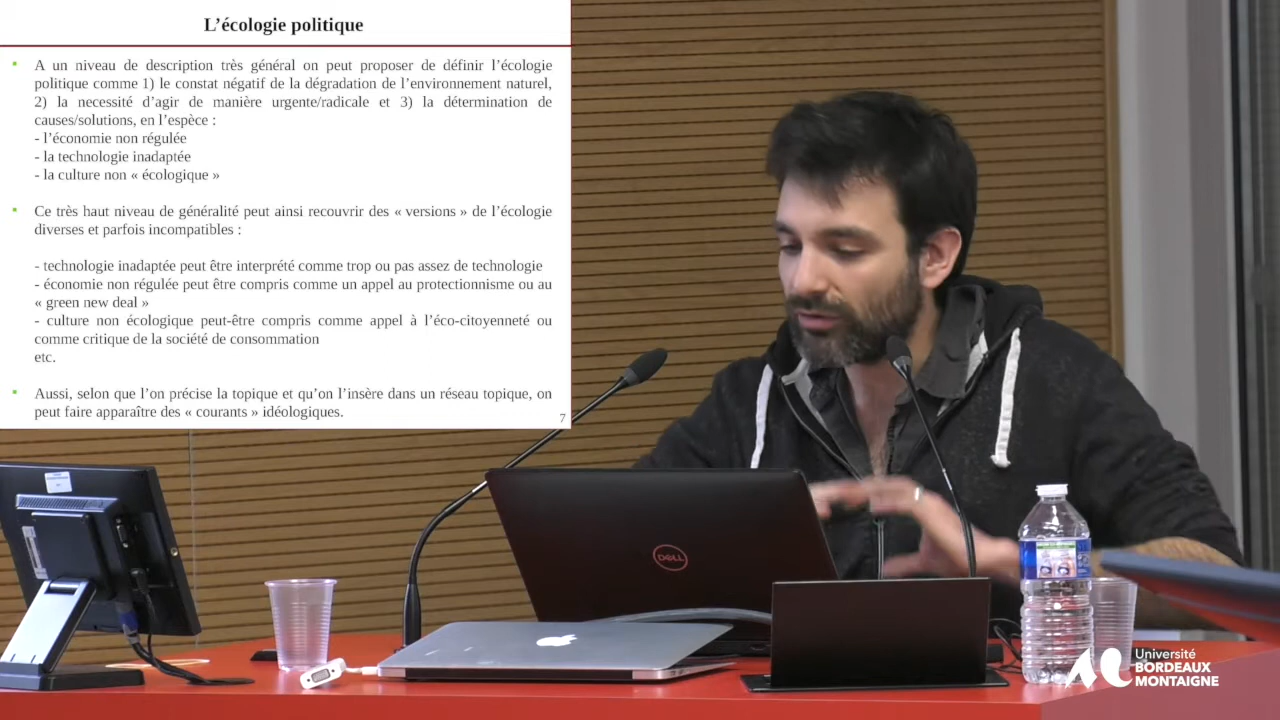 L'écologie politique
▪ A un niveau de description très général on peut proposer de définir l'écologie
politique comme 1) le constat négatif de la dégradation de l'environnement naturel,
2) la necessité d'agir de manière urgente/radicale et 3) la détermination de
causes/solutions, en l'espèce :
- l'économie non régulée
- la technologie inadaptée
- la culture non « écologique »
▪ Ce très haut niveau de généralité peut ainsi recouvrir des « versions » de l'écologie
diverses et parfois incompatibles :
- technologie inadaptée peut être interprété comme trop ou pas assez de technologie
- économie non régulée peut être compris comme un appel au protectionnisme ou au
« green new deal »
- culture non écologique peut-être compris comme appel à l'éco-citoyenneté ou
comme critique de la société de consommation
etc.
▪ Aussi, selon que l'on précise la topique et qu'on l'insère dans un réseau topique, on
peut faire apparaître des « courants » idéologiques.
7
DELL
Université
BORDEAUX
MONTAIGNE